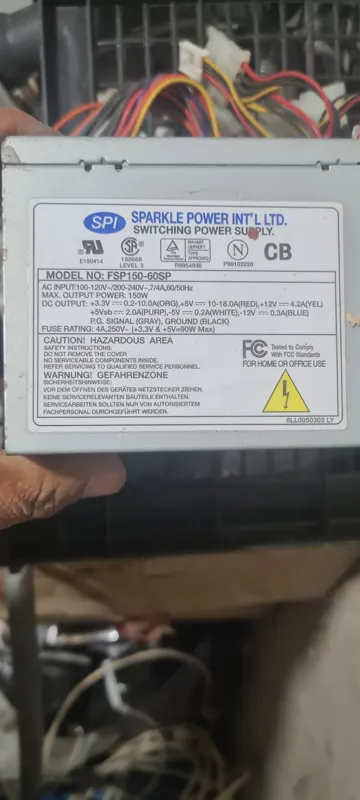 SPI SPARKLE POWER INT'L LTD.
SWITCHING POWER SUPPLY.
E190414
LEVEL 3
R9954930
N
CB
MODEL NO: FSP150-60SP
AC INPUT:100-120V~/200-240V~,7/4A,60/50Hz
MAX. OUTPUT POWER: 150W
DC OUTPUT: +3.3V ⎓ 0.2-10.0A(ORG),+5V ⎓ 10-18.0A(RED),+12V ⎓ 4.2A(YEL)
+5Vsb ⎓ 2.0A(PURP),-5V ⎓ 0.2A(WHITE),-12V ⎓ 0.3A(BLUE)
P.G. SIGNAL (GRAY), GROUND (BLACK)
FUSE RATING: 4A,250V~ (+3.3V & +5V=90W Max)
CAUTION! HAZARDOUS AREA
SAFETY INSTRUCTIONS:
DO NOT REMOVE THE COVER
NO SERVICEABLE COMPONENTS INSIDE.
REFER SERVICING TO QUALIFIED SERVICE PERSONNEL.
WARNUNG! GEFAHRENZONE
SICHERHEITSHINWEISE:
VOR DEM ÖFFNEN DES GERÄTES NETZSTECKER ZIEHEN.
KEINE SERVICERELEVANTEN BAUTEILE ENTHALTEN.
SERVICEARBEITEN SOLLTEN NUR VON AUTORISIERTEM
FACHPERSONAL DURCHGEFÜHRT WERDEN.
FC Tested to Comply
With FCC Standards
FOR HOME OR OFFICE USE
6LL0050303 LY